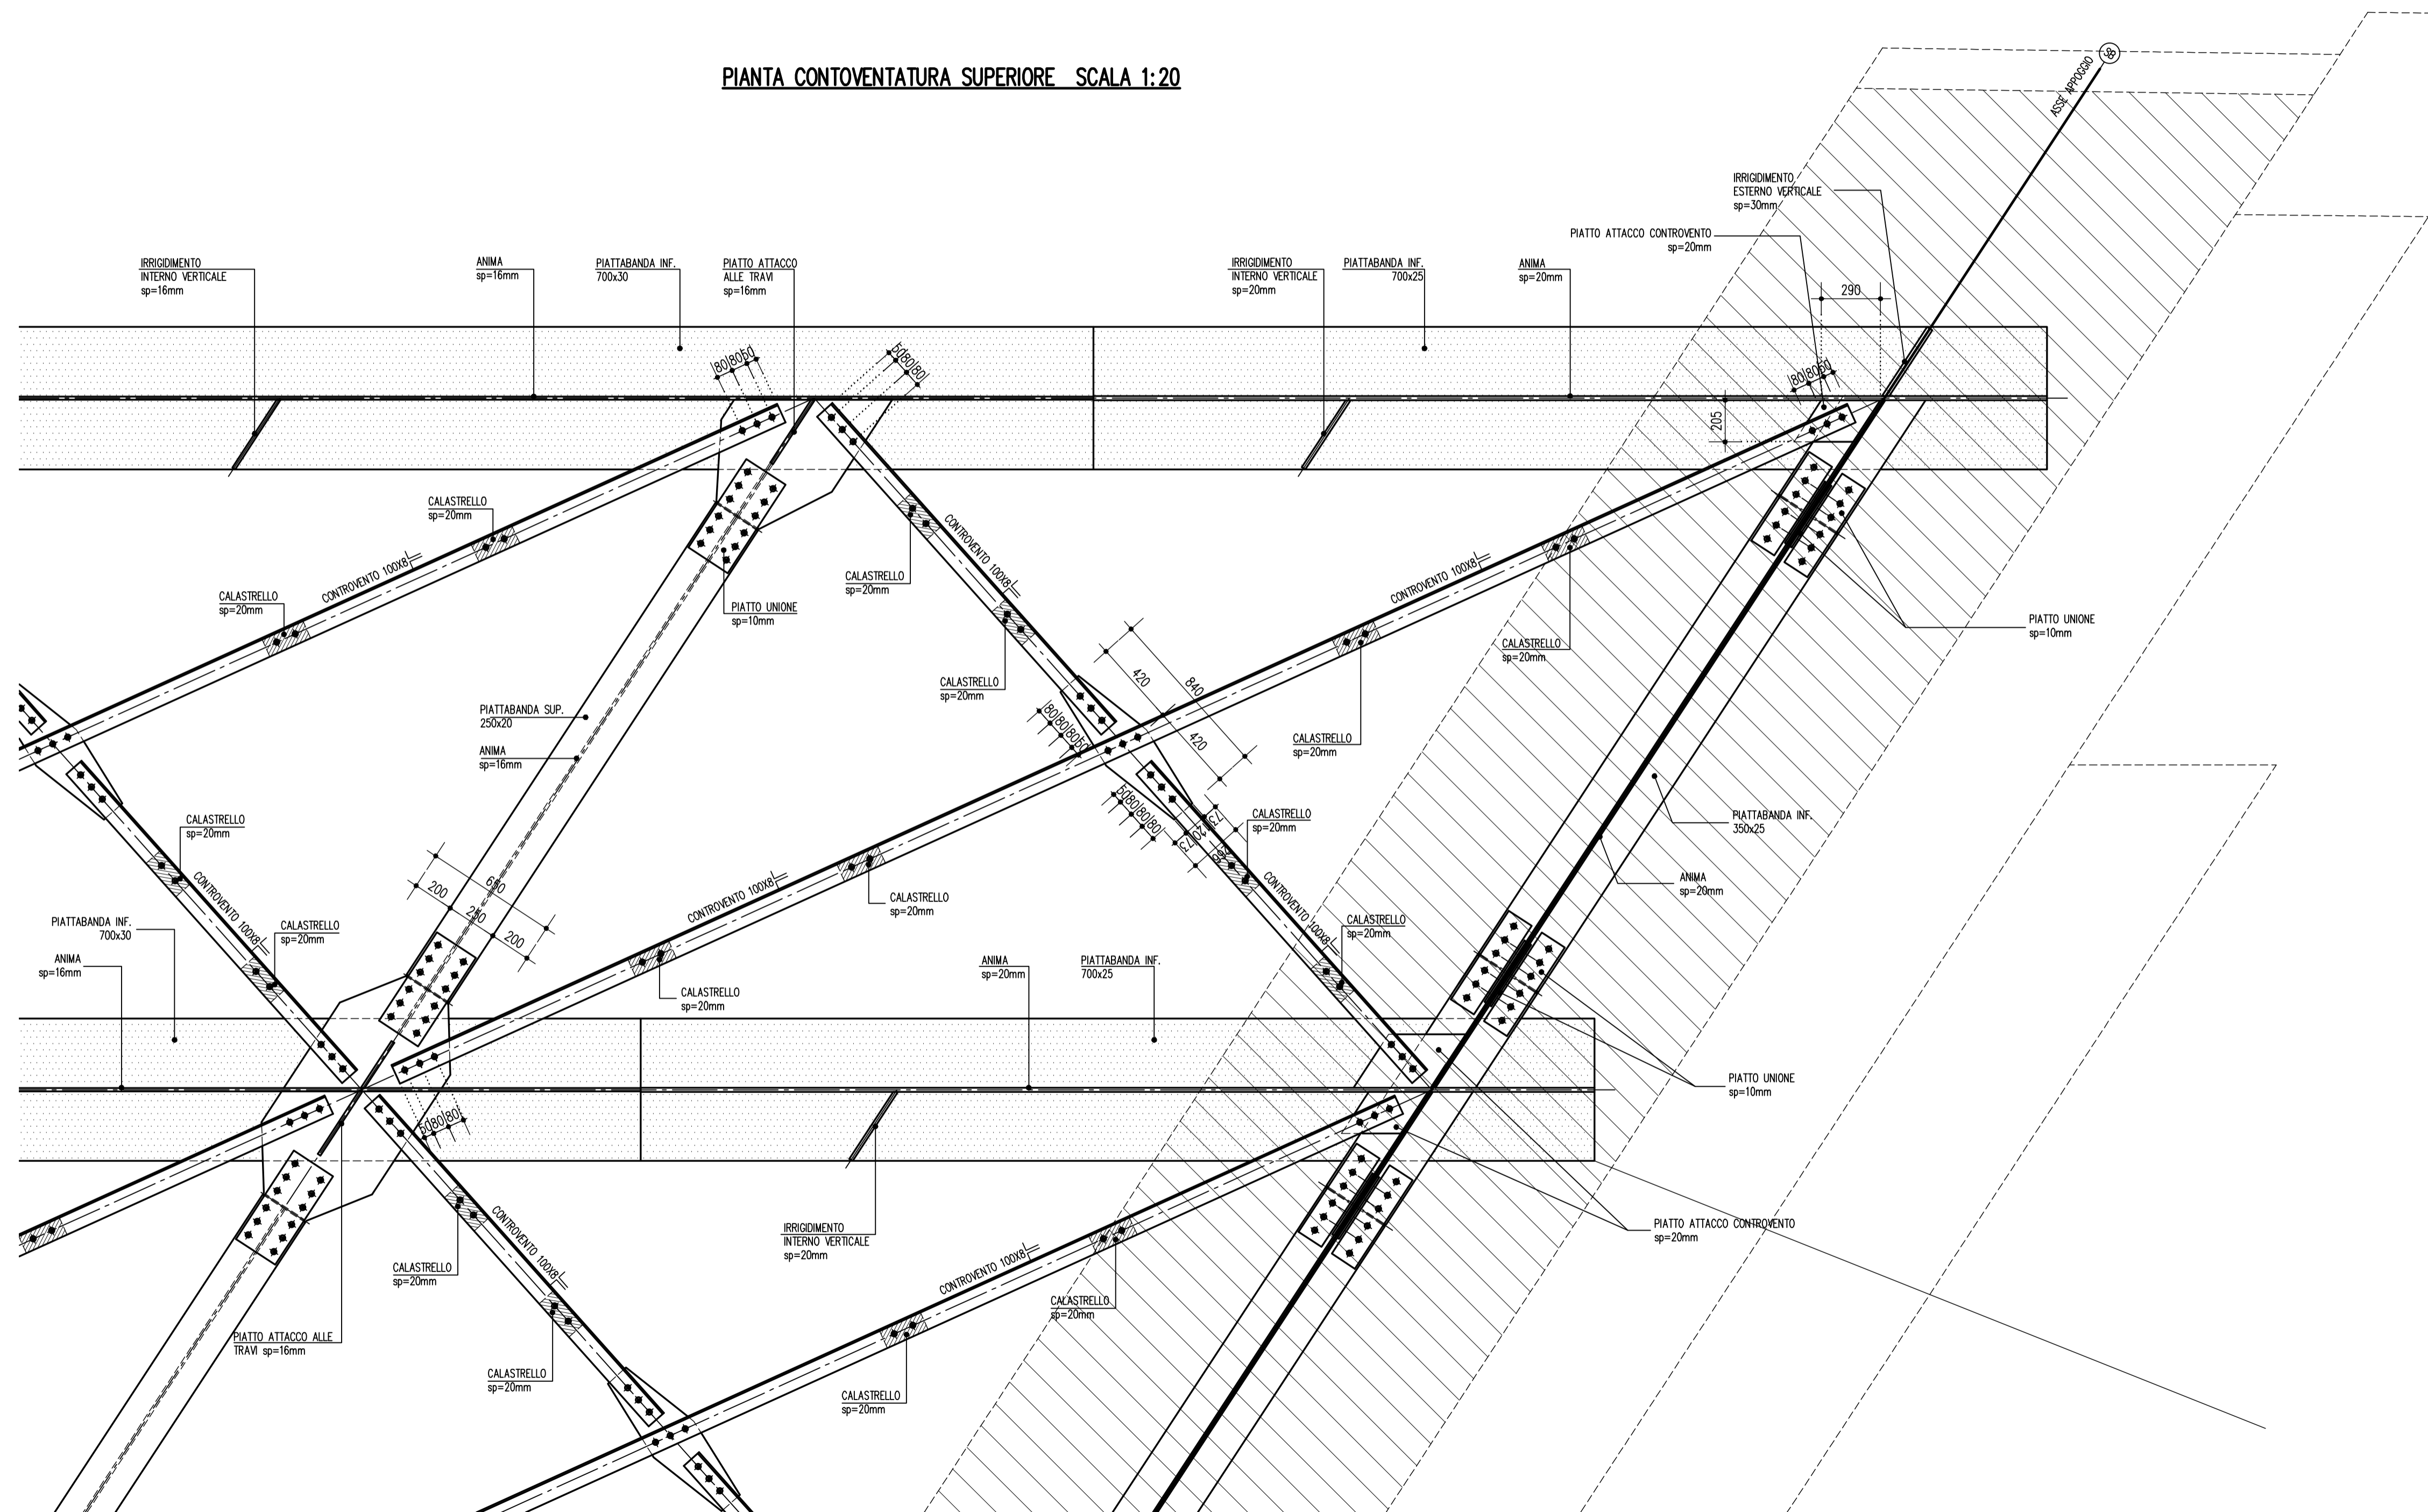 PIANTA CONTOVENTATURA SUPERIORE SCALA 1:20
ASSE APPOGGIO
IRRIGIDIMENTO
ESTERNO VERTICALE
sp=30mm
PIATTO ATTACCO CONTROVENTO
sp=20mm
290
IRRIGIDIMENTO
INTERNO VERTICALE
sp=16mm
ANIMA
sp=16mm
PIATTABANDA INF.
700x30
PIATTO ATTACCO
ALLE TRAVI
sp=16mm
IRRIGIDIMENTO
INTERNO VERTICALE
sp=20mm
PIATTABANDA INF.
700x25
ANIMA
sp=20mm
80 80 50
50 80 80
80 80 50
205
CALASTRELLO
sp=20mm
CONTROVENTO 100X8
CALASTRELLO
sp=20mm
CONTROVENTO 100X8
CALASTRELLO
sp=20mm
PIATTO UNIONE
sp=10mm
CONTROVENTO 100X8
CALASTRELLO
sp=20mm
PIATTO UNIONE
sp=10mm
CALASTRELLO
sp=20mm
420
840
420
80 80 80 50
CALASTRELLO
sp=20mm
PIATTABANDA SUP.
250x20
ANIMA
sp=16mm
50 80 80 80
73
120
73
CALASTRELLO
sp=20mm
PIATTABANDA INF.
350x25
CALASTRELLO
sp=20mm
CONTROVENTO 100X8
200
650
250
200
CONTROVENTO 100X8
CALASTRELLO
sp=20mm
CONTROVENTO 100X8
ANIMA
sp=20mm
PIATTABANDA INF.
700x30
CALASTRELLO
sp=20mm
CALASTRELLO
sp=20mm
ANIMA
sp=16mm
CALASTRELLO
sp=20mm
ANIMA
sp=20mm
PIATTABANDA INF.
700x25
PIATTO UNIONE
sp=10mm
50 80 80
IRRIGIDIMENTO
INTERNO VERTICALE
sp=20mm
PIATTO ATTACCO CONTROVENTO
sp=20mm
CONTROVENTO 100X8
CALASTRELLO
sp=20mm
CONTROVENTO 100X8
CALASTRELLO
sp=20mm
PIATTO ATTACCO ALLE
TRAVI sp=16mm
CALASTRELLO
sp=20mm
CALASTRELLO
sp=20mm